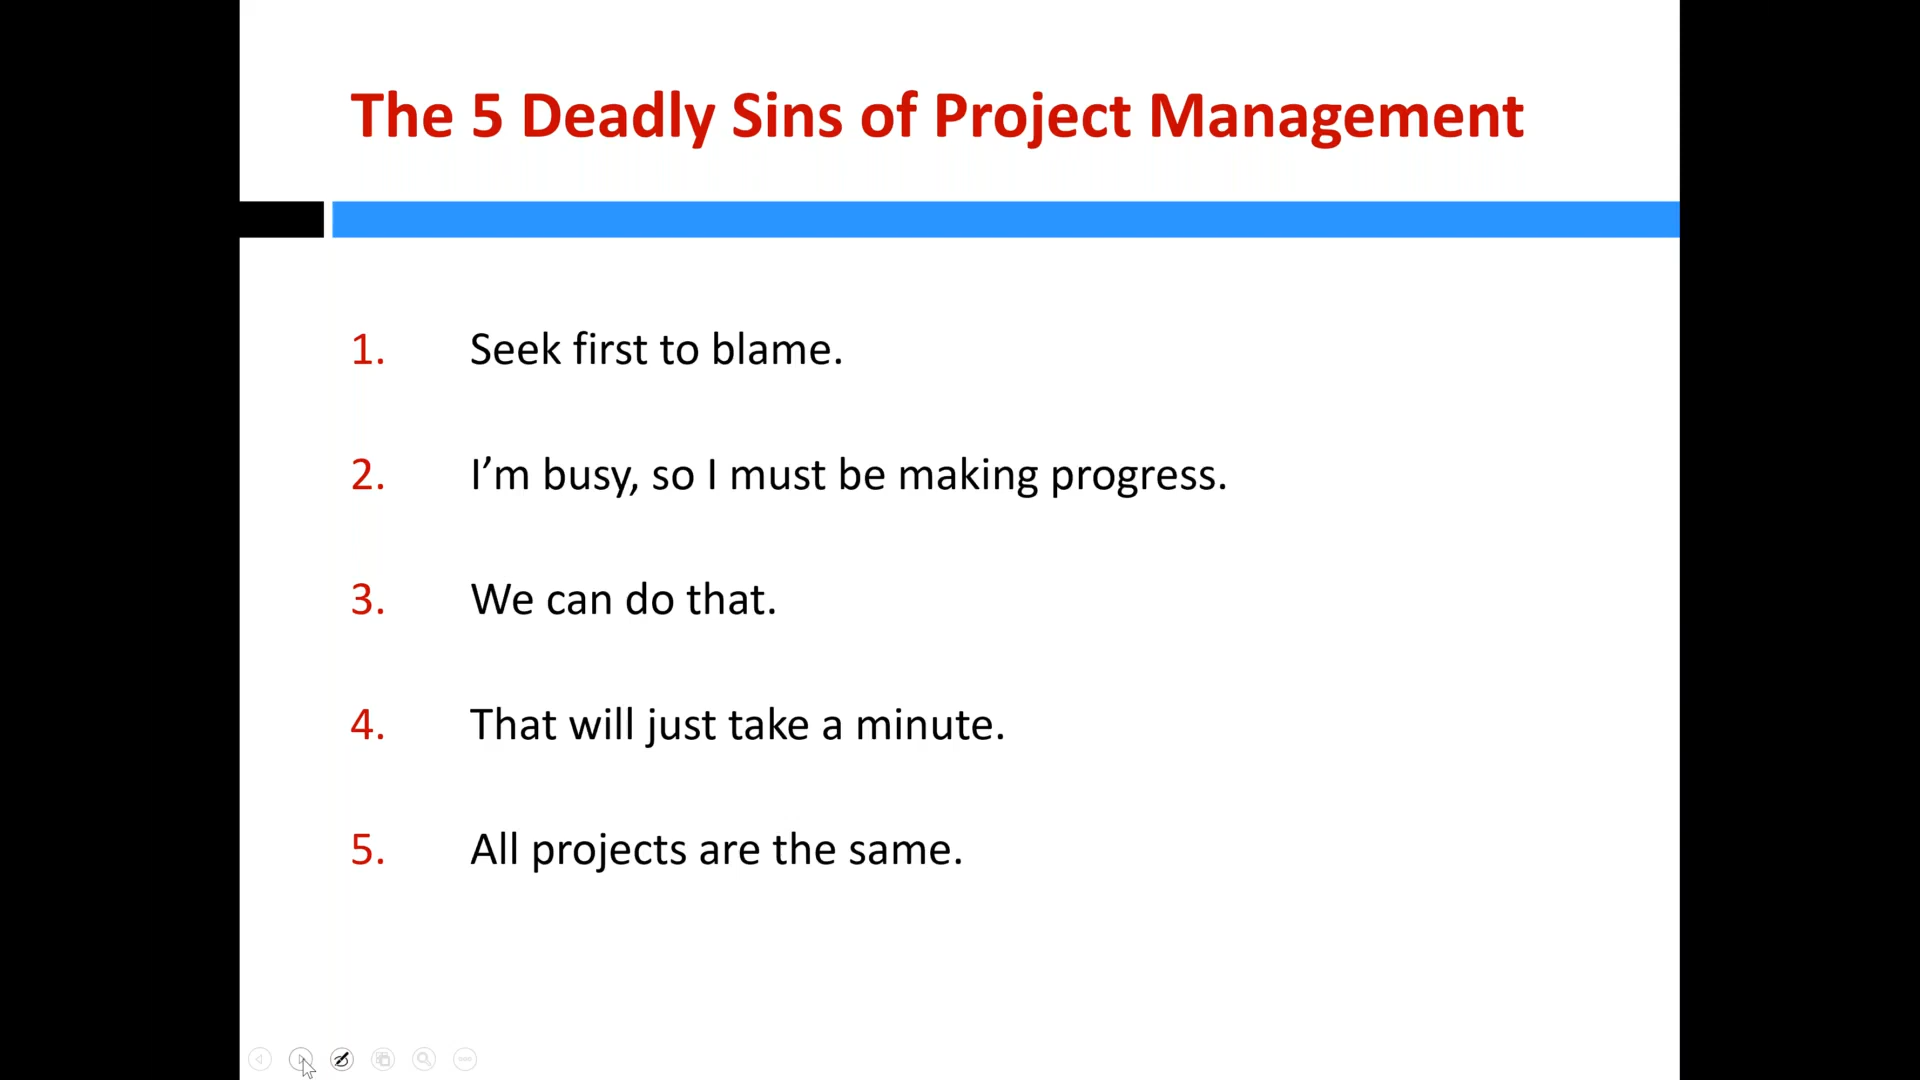 The 5 Deadly Sins of Project Management
1. Seek first to blame.
2. I’m busy, so I must be making progress.
3. We can do that.
4. That will just take a minute.
5. All projects are the same.